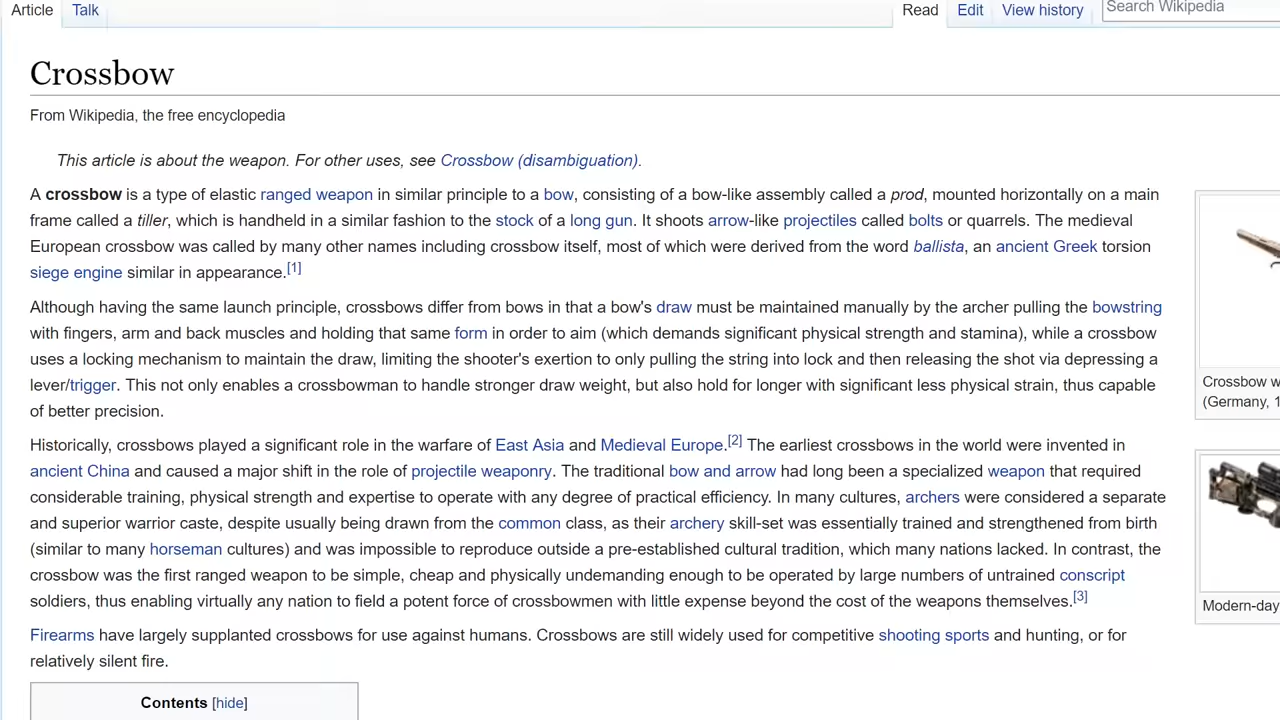 Article Talk Read Edit View history Search Wikipedia
Crossbow
From Wikipedia, the free encyclopedia
This article is about the weapon. For other uses, see Crossbow (disambiguation).
A crossbow is a type of elastic ranged weapon in similar principle to a bow, consisting of a bow-like assembly called a prod, mounted horizontally on a main
frame called a tiller, which is handheld in a similar fashion to the stock of a long gun. It shoots arrow-like projectiles called bolts or quarrels. The medieval
European crossbow was called by many other names including crossbow itself, most of which were derived from the word ballista, an ancient Greek torsion
siege engine similar in appearance.[1]
Although having the same launch principle, crossbows differ from bows in that a bow's draw must be maintained manually by the archer pulling the bowstring
with fingers, arm and back muscles and holding that same form in order to aim (which demands significant physical strength and stamina), while a crossbow
uses a locking mechanism to maintain the draw, limiting the shooter's exertion to only pulling the string into lock and then releasing the shot via depressing a
lever/trigger. This not only enables a crossbowman to handle stronger draw weight, but also hold for longer with significant less physical strain, thus capable
of better precision.
Historically, crossbows played a significant role in the warfare of East Asia and Medieval Europe.[2] The earliest crossbows in the world were invented in
ancient China and caused a major shift in the role of projectile weaponry. The traditional bow and arrow had long been a specialized weapon that required
considerable training, physical strength and expertise to operate with any degree of practical efficiency. In many cultures, archers were considered a separate
and superior warrior caste, despite usually being drawn from the common class, as their archery skill-set was essentially trained and strengthened from birth
(similar to many horseman cultures) and was impossible to reproduce outside a pre-established cultural tradition, which many nations lacked. In contrast, the
crossbow was the first ranged weapon to be simple, cheap and physically undemanding enough to be operated by large numbers of untrained conscript
soldiers, thus enabling virtually any nation to field a potent force of crossbowmen with little expense beyond the cost of the weapons themselves.[3]
Firearms have largely supplanted crossbows for use against humans. Crossbows are still widely used for competitive shooting sports and hunting, or for
relatively silent fire.
Contents [hide]
Crossbow w
(Germany, 1
Modern-day